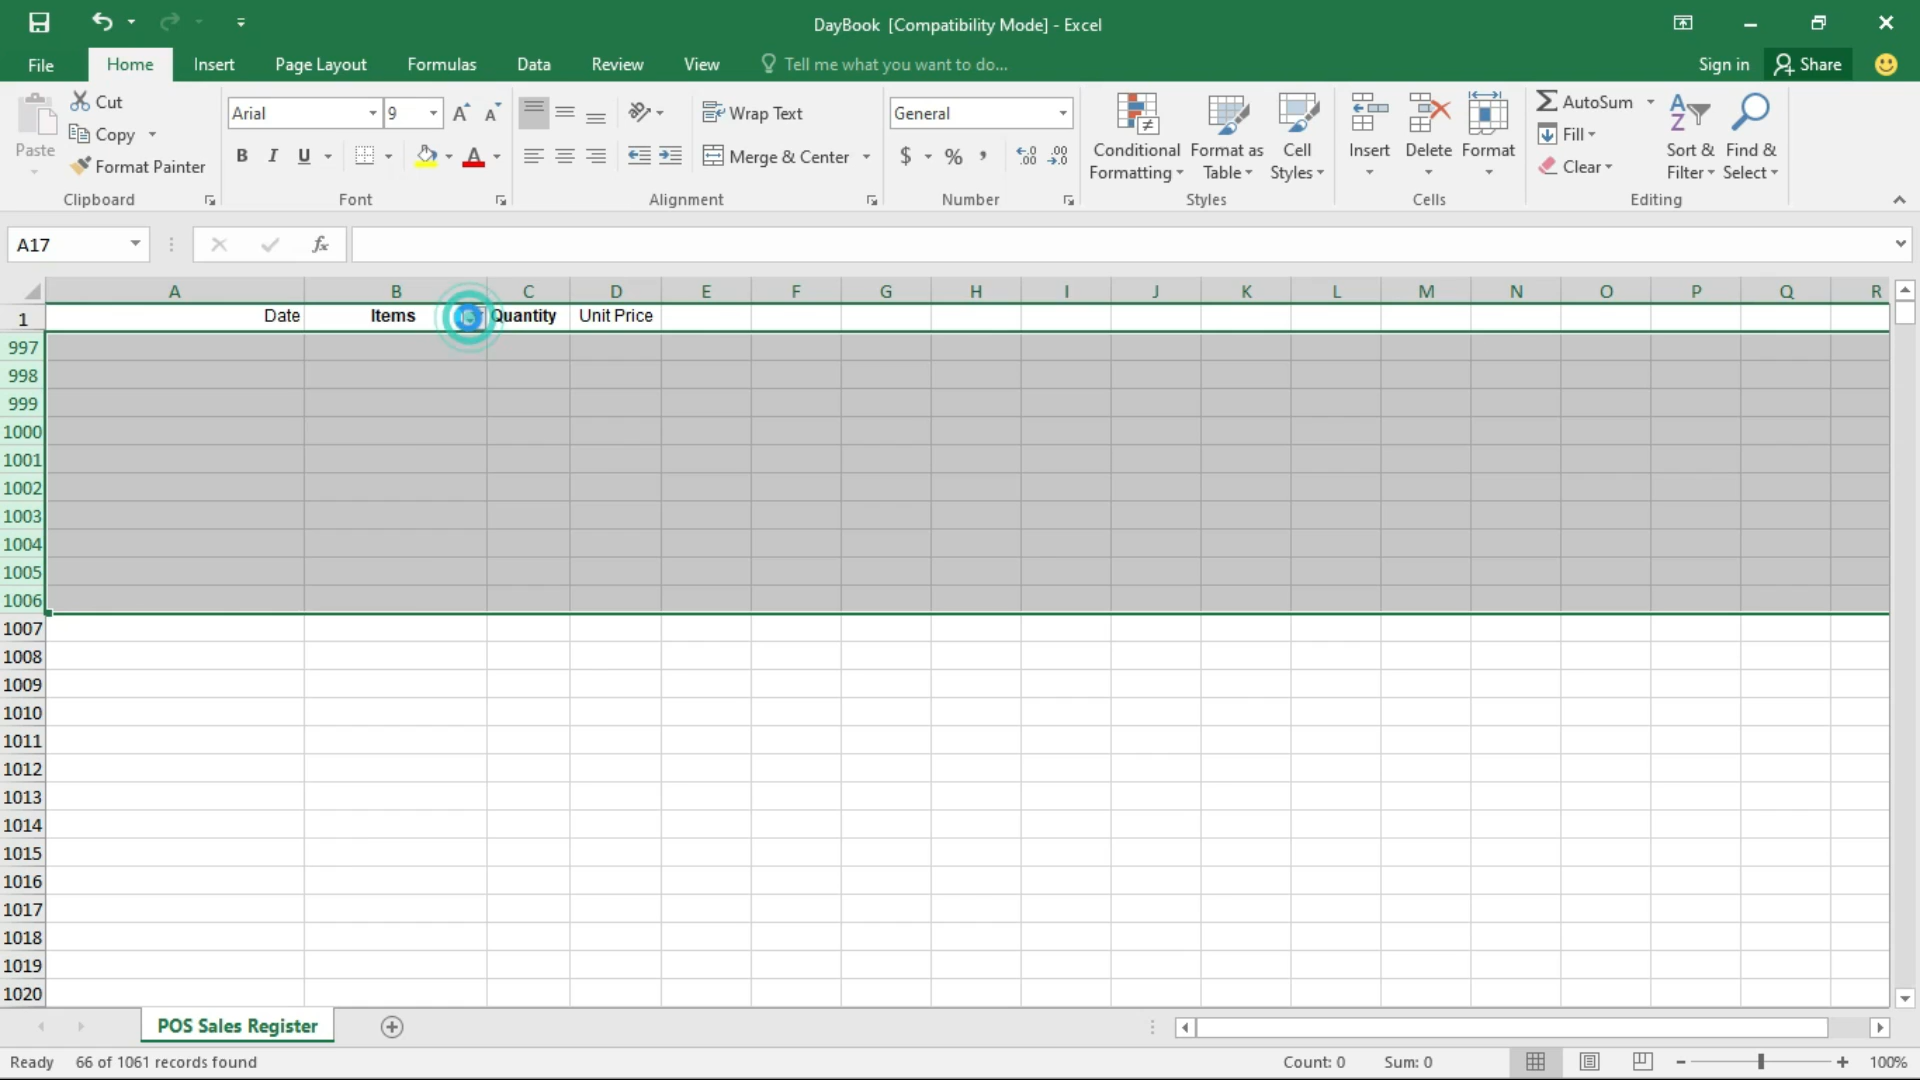 DayBook [Compatibility Mode] - Excel
File Home Insert Page Layout Formulas Data Review View Tell me what you want to do... Sign in Share
Paste
Cut
Copy
Format Painter
Clipboard
Arial 9
B I U A
Font
Wrap Text
Merge & Center
Alignment
General
$ % ,
Number
Conditional Formatting
Format as Table
Cell Styles
Styles
Insert Delete Format
Cells
AutoSum
Fill
Clear
Sort & Filter
Find & Select
Editing
A17 fx
A B C D E F G H I J K L M N O P Q R
1 Date Items Quantity Unit Price
997
998
999
1000
1001
1002
1003
1004
1005
1006
1007
1008
1009
1010
1011
1012
1013
1014
1015
1016
1017
1018
1019
1020
POS Sales Register
Ready 66 of 1061 records found Count: 0 Sum: 0 100%